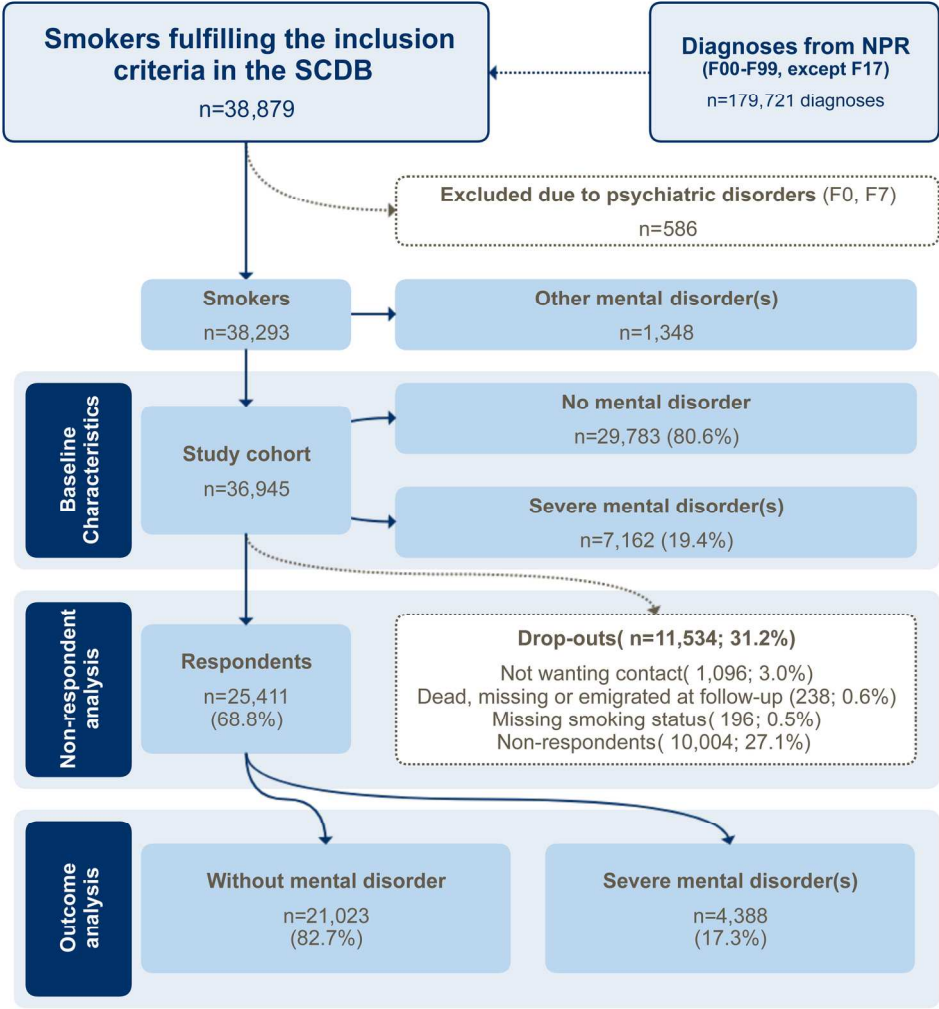 Smokers fulfilling the inclusion
criteria in the SCDB
n=38,879
Diagnoses from NPR
(F00-F99, except F17)
n=179,721 diagnoses
Excluded due to psychiatric disorders (F0, F7)
n=586
Smokers
n=38,293
Other mental disorder(s)
n=1,348
Baseline
Characteristics
Study cohort
n=36,945
No mental disorder
n=29,783 (80.6%)
Severe mental disorder(s)
n=7,162 (19.4%)
Non-respondent
analysis
Respondents
n=25,411
(68.8%)
Drop-outs( n=11,534; 31.2%)
Not wanting contact( 1,096; 3.0%)
Dead, missing or emigrated at follow-up (238; 0.6%)
Missing smoking status( 196; 0.5%)
Non-respondents( 10,004; 27.1%)
Outcome
analysis
Without mental disorder
n=21,023
(82.7%)
Severe mental disorder(s)
n=4,388
(17.3%)